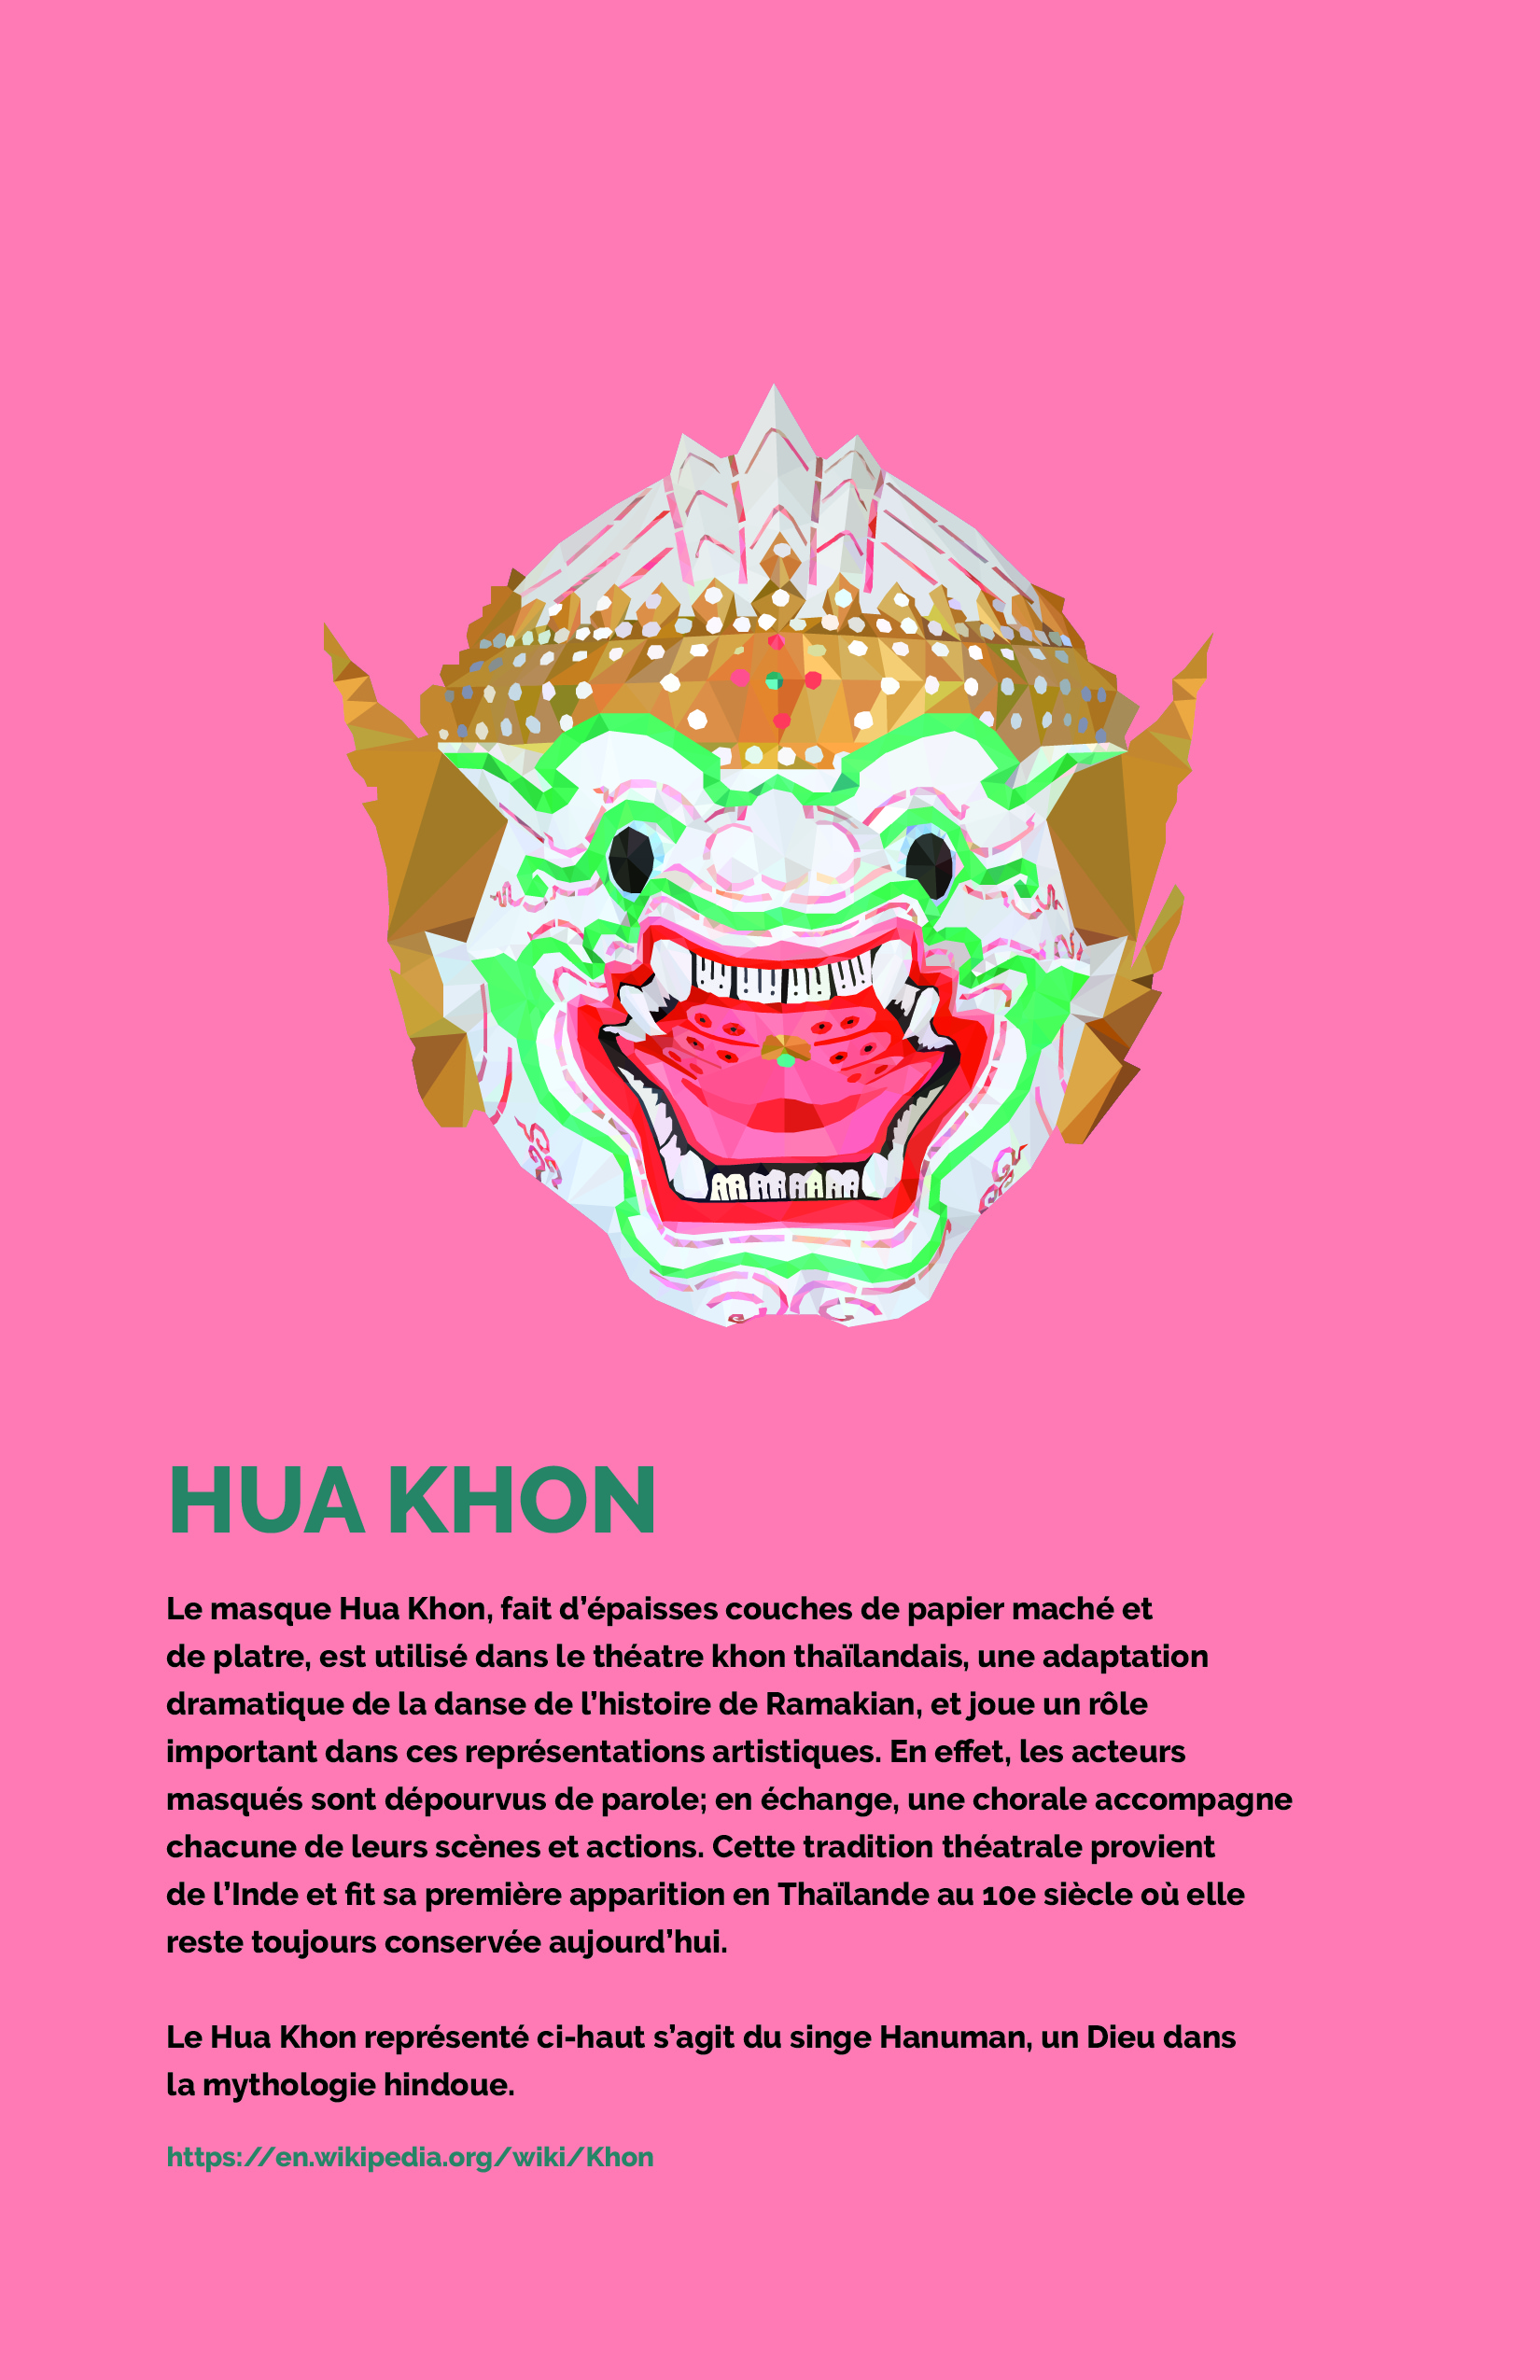 HUA KHON
Le masque Hua Khon, fait d’épaisses couches de papier maché et
de platre, est utilisé dans le théatre khon thaïlandais, une adaptation
dramatique de la danse de l’histoire de Ramakian, et joue un rôle
important dans ces représentations artistiques. En effet, les acteurs
masqués sont dépourvus de parole; en échange, une chorale accompagne
chacune de leurs scènes et actions. Cette tradition théatrale provient
de l’Inde et fit sa première apparition en Thaïlande au 10e siècle où elle
reste toujours conservée aujourd’hui.
Le Hua Khon représenté ci-haut s’agit du singe Hanuman, un Dieu dans
la mythologie hindoue.
https://en.wikipedia.org/wiki/Khon